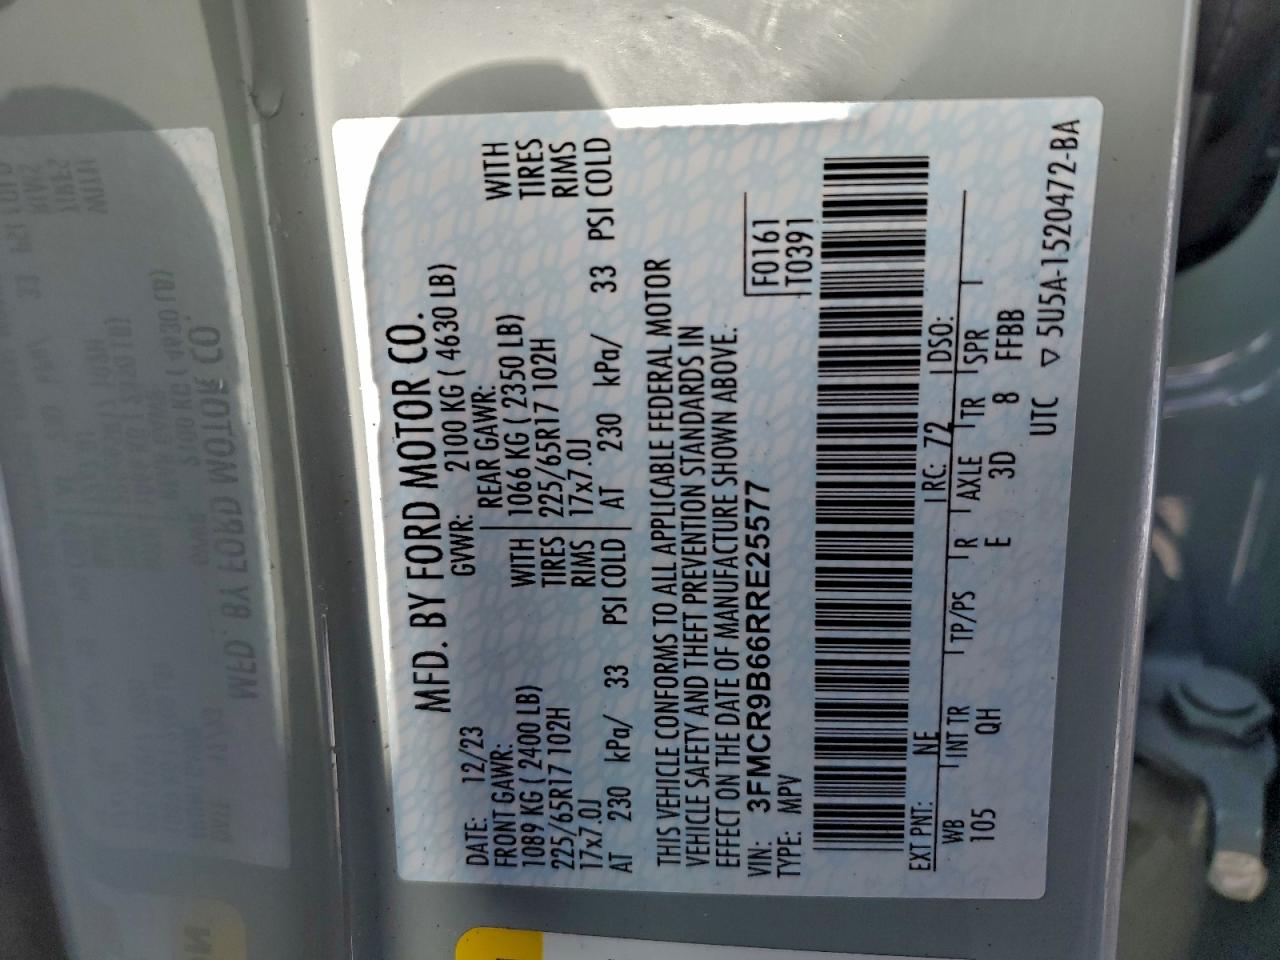 MFD. BY FORD MOTOR CO.
DATE: 12/23 GVWR: 2100 KG ( 4630 LB)
FRONT GAWR: REAR GAWR:
1089 KG ( 2400 LB) WITH 1066 KG ( 2350 LB) WITH
225/65R17 102H TIRES 225/65R17 102H TIRES
17x7.0J RIMS 17x7.0J RIMS
AT 230 kPa/ 33 PSI COLD AT 230 kPa/ 33 PSI COLD
THIS VEHICLE CONFORMS TO ALL APPLICABLE FEDERAL MOTOR
VEHICLE SAFETY AND THEFT PREVENTION STANDARDS IN
EFFECT ON THE DATE OF MANUFACTURE SHOWN ABOVE.
VIN: 3FMCR9B66RRE25577 F0161
TYPE: MPV T0391
EXT PNT: NE RC: 72 DSO:
WB INT TR TP/PS R AXLE TR SPR
105 QH E 3D 8 FFBB
UTC ▽ 5U5A-1520472-BA